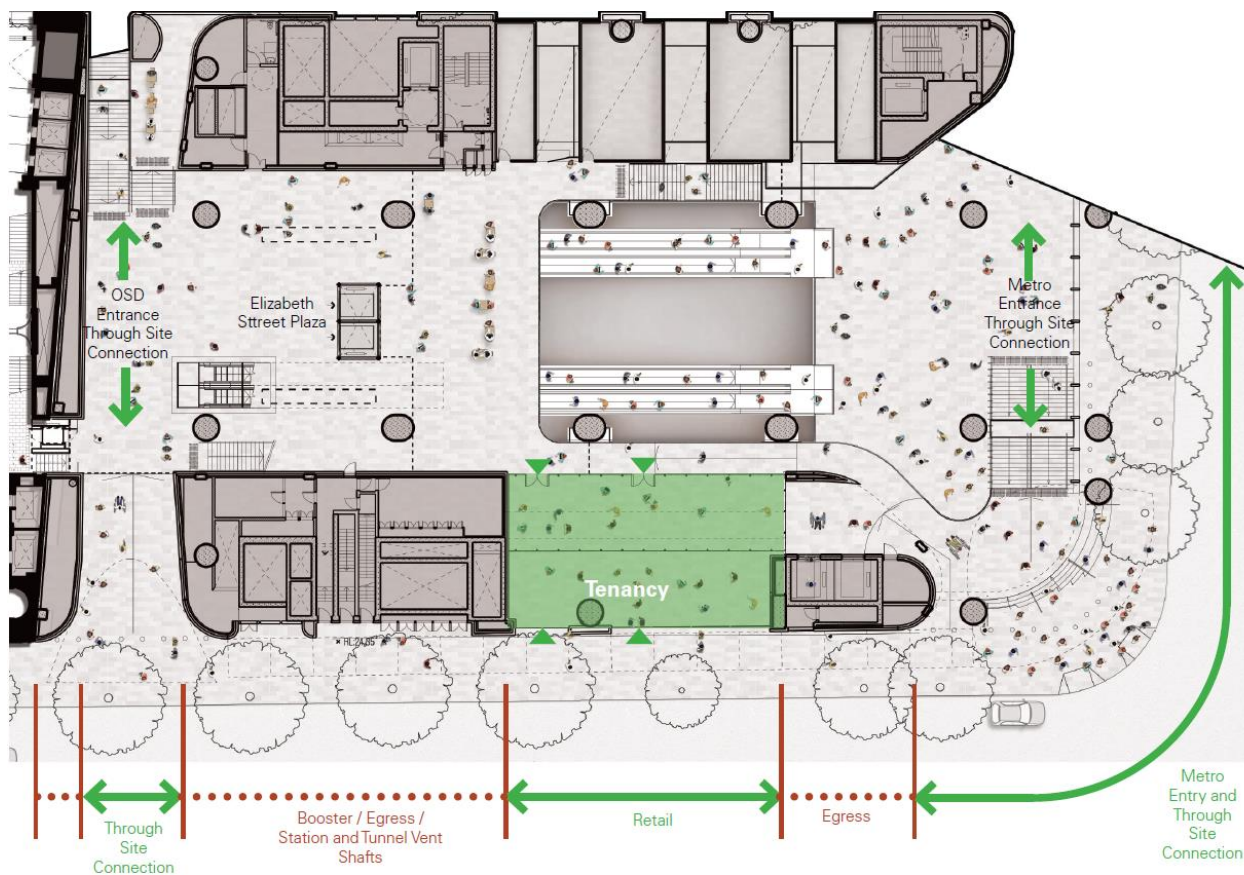 OSD
Entrance
Through Site
Connection
Elizabeth
Sttreet Plaza
Metro
Entrance
Through Site
Connection
Tenancy
Through
Site
Connection
Booster / Egress /
Station and Tunnel Vent
Shafts
Retail
Egress
Metro
Entry and
Through
Site
Connection